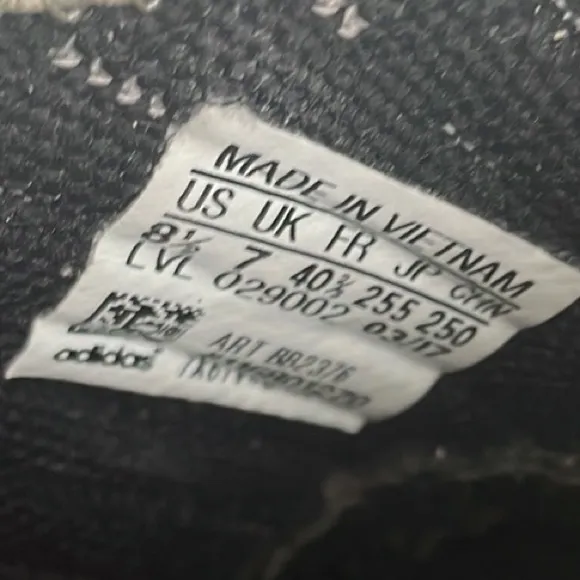 MADE IN VIETNAM
US UK FR JP CHN
8½ 7 40⅔ 255 250
LVL 029002 03/17
ART BB2376
adidas